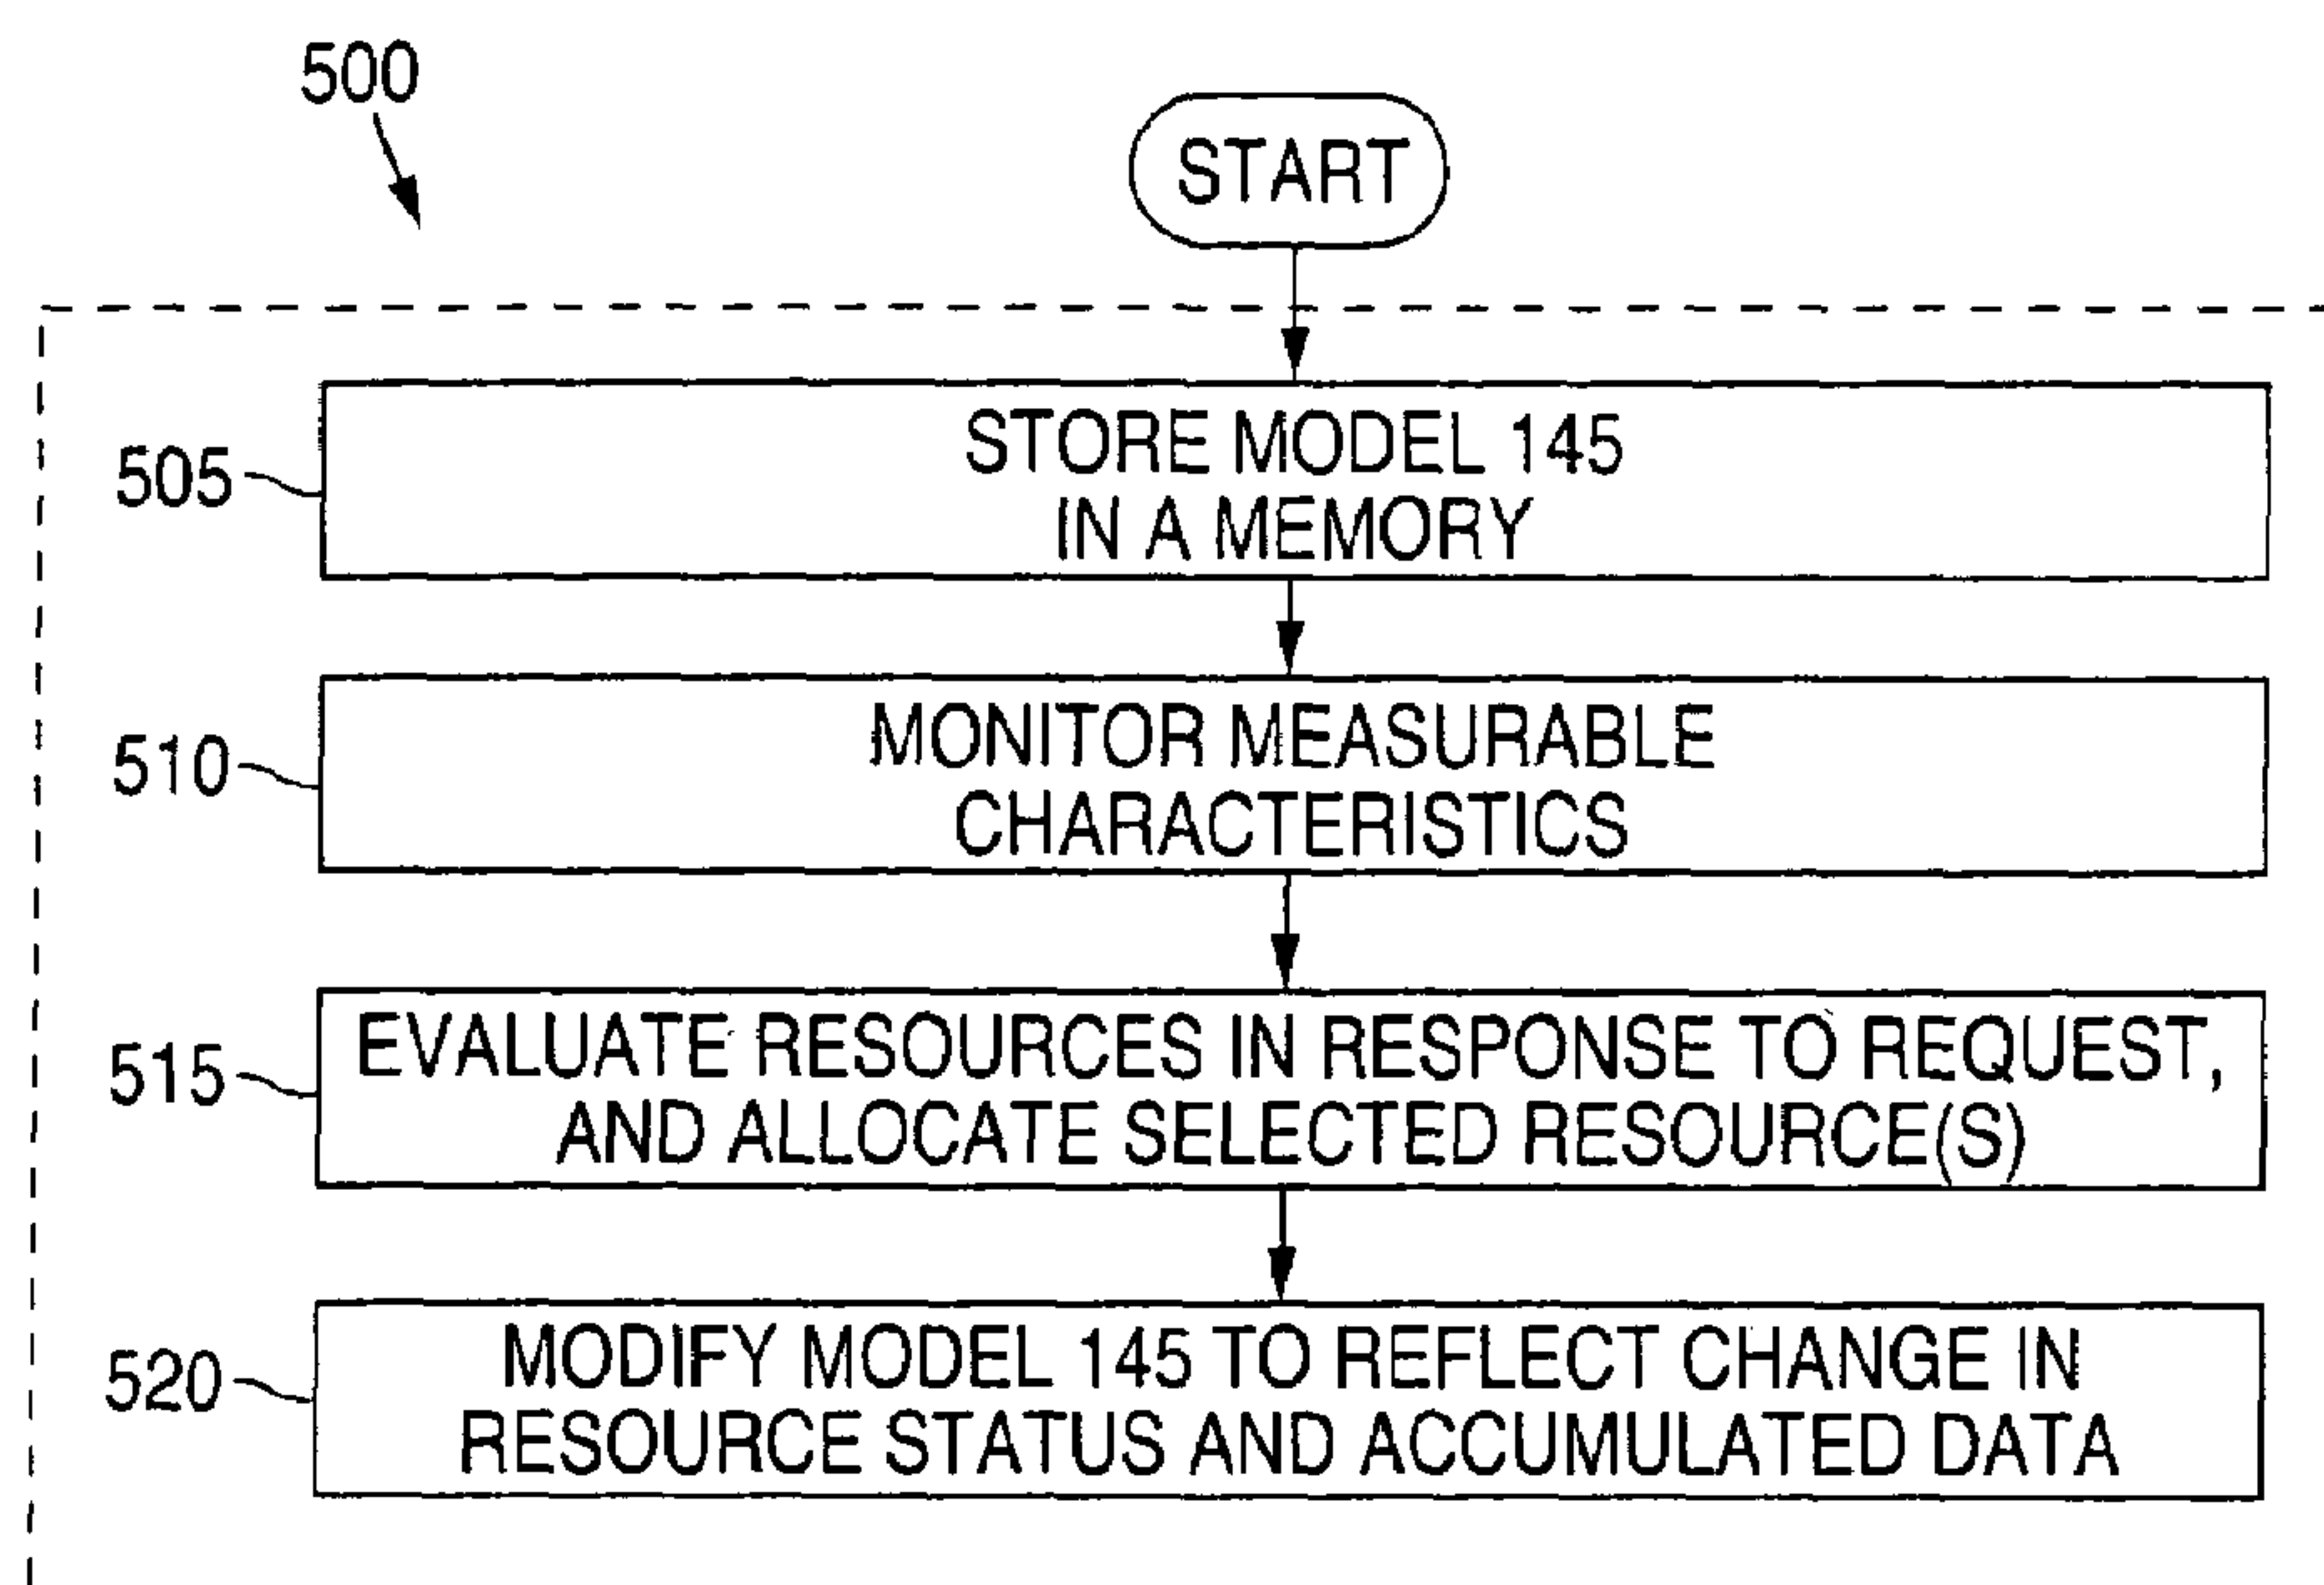 500
START
505
STORE MODEL 145
IN A MEMORY
510
MONITOR MEASURABLE
CHARACTERISTICS
515
EVALUATE RESOURCES IN RESPONSE TO REQUEST,
AND ALLOCATE SELECTED RESOURCE(S)
520
MODIFY MODEL 145 TO REFLECT CHANGE IN
RESOURCE STATUS AND ACCUMULATED DATA